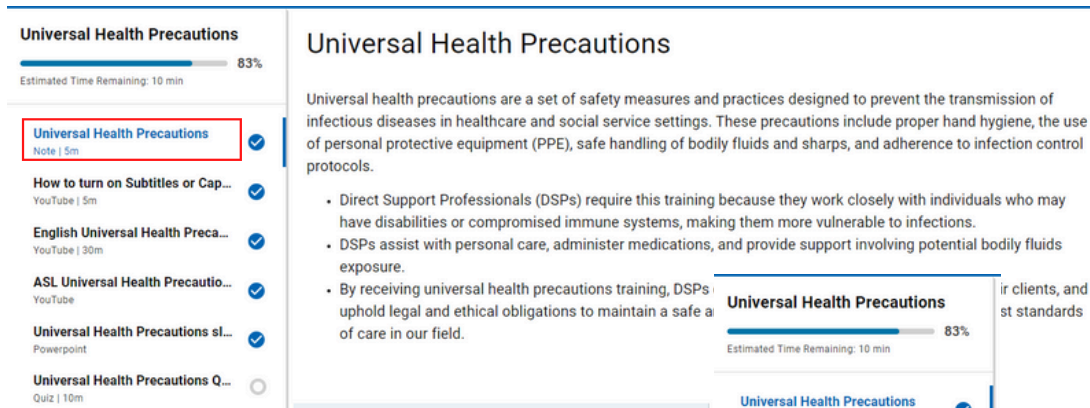 Universal Health Precautions
83%
Estimated Time Remaining: 10 min
Universal Health Precautions
Note | 5m
How to turn on Subtitles or Cap...
YouTube | 5m
English Universal Health Preca...
YouTube | 30m
ASL Universal Health Precautio...
YouTube
Universal Health Precautions sl...
Powerpoint
Universal Health Precautions Q...
Quiz | 10m
Universal Health Precautions
Universal health precautions are a set of safety measures and practices designed to prevent the transmission of
infectious diseases in healthcare and social service settings. These precautions include proper hand hygiene, the use
of personal protective equipment (PPE), safe handling of bodily fluids and sharps, and adherence to infection control
protocols.
• Direct Support Professionals (DSPs) require this training because they work closely with individuals who may
have disabilities or compromised immune systems, making them more vulnerable to infections.
• DSPs assist with personal care, administer medications, and provide support involving potential bodily fluids
exposure.
• By receiving universal health precautions training, DSPs ir clients, and
uphold legal and ethical obligations to maintain a safe st standards
of care in our field.
Universal Health Precautions
83%
Estimated Time Remaining: 10 min
Universal Health Precautions